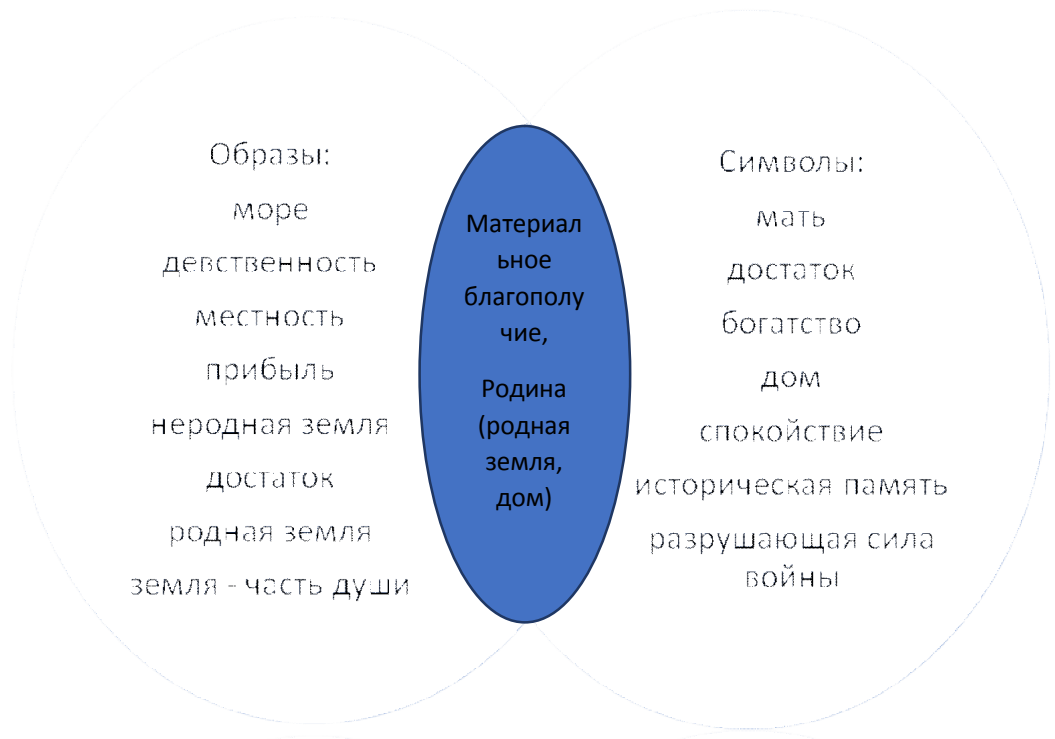 Образы:
море
девственность
местность
прибыль
неродная земля
достаток
родная земля
земля - часть души
Материал
ьное
благополу
чие,
Родина
(родная
земля,
дом)
Символы:
мать
достаток
богатство
дом
спокойствие
историческая память
разрушающая сила
войны